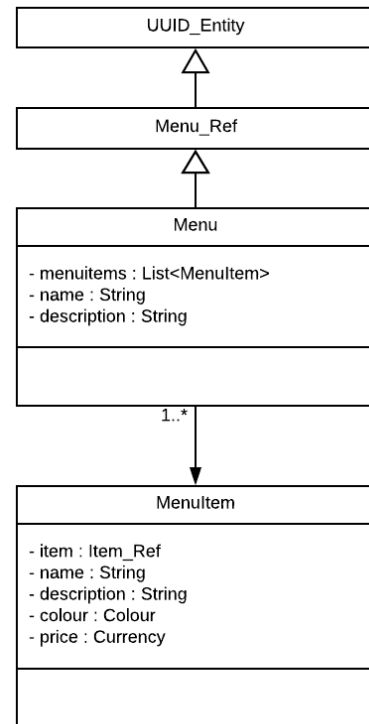 UUID_Entity
Menu_Ref
Menu
- menuitems : List<MenuItem>
- name : String
- description : String
1..*
MenuItem
- item : Item_Ref
- name : String
- description : String
- colour : Colour
- price : Currency